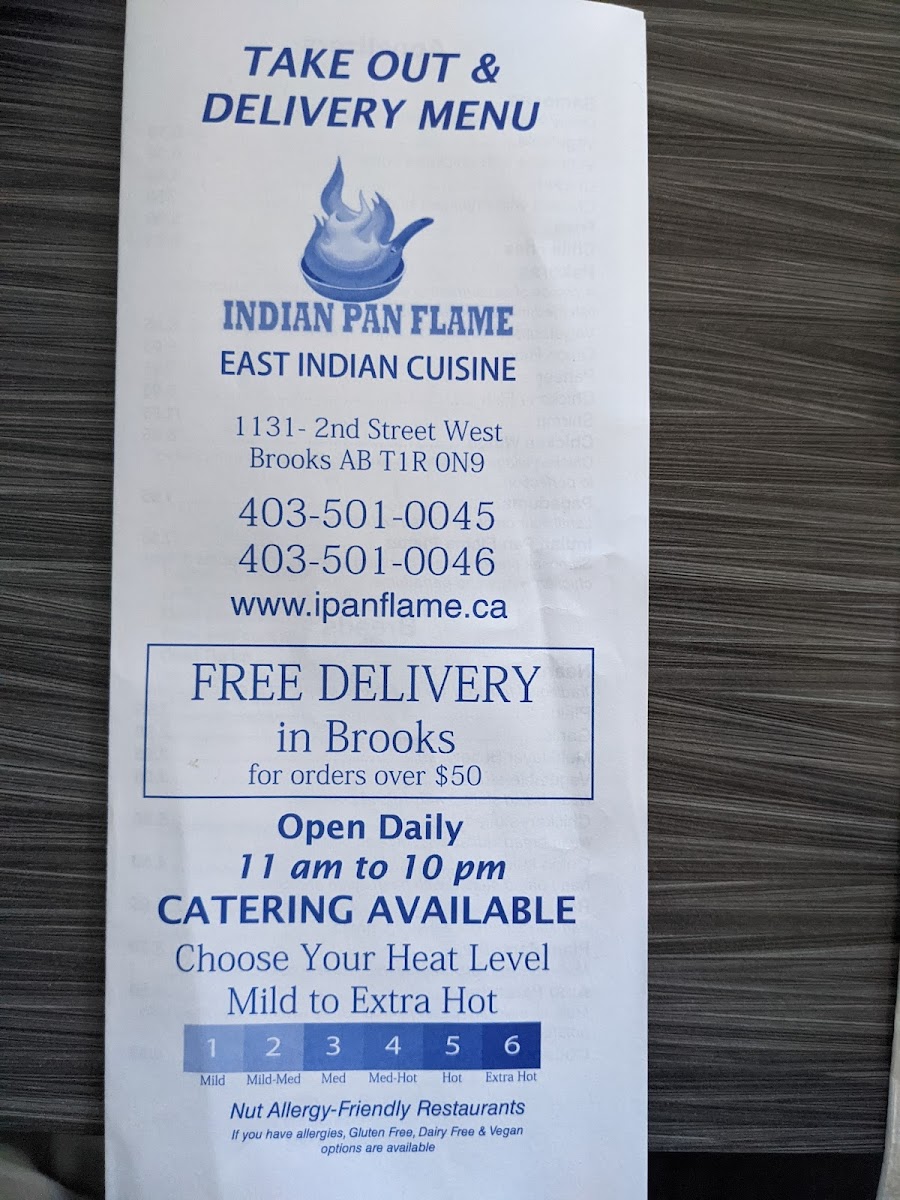 TAKE OUT &
DELIVERY MENU
INDIAN PAN FLAME
EAST INDIAN CUISINE
1131- 2nd Street West
Brooks AB T1R 0N9
403-501-0045
403-501-0046
www.ipanflame.ca
FREE DELIVERY
in Brooks
for orders over $50
Open Daily
11 am to 10 pm
CATERING AVAILABLE
Choose Your Heat Level
Mild to Extra Hot
1 2 3 4 5 6
Mild Mild-Med Med Med-Hot Hot Extra Hot
Nut Allergy-Friendly Restaurants
If you have allergies, Gluten Free, Dairy Free & Vegan
options are available